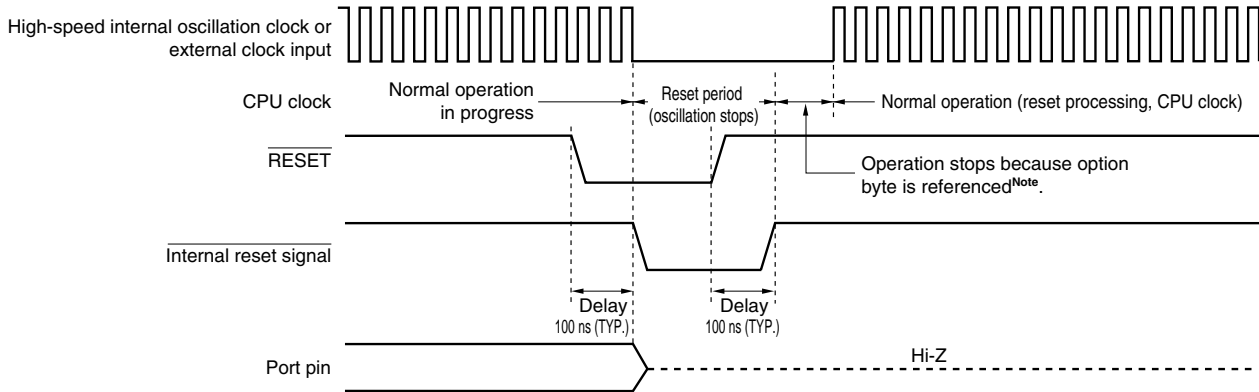 High-speed internal oscillation clock or
external clock input
CPU clock
Normal operation
in progress
Reset period
(oscillation stops)
Normal operation (reset processing, CPU clock)
RESET
Operation stops because option
byte is referencedNote.
Internal reset signal
Delay
100 ns (TYP.)
Delay
100 ns (TYP.)
Port pin
Hi-Z